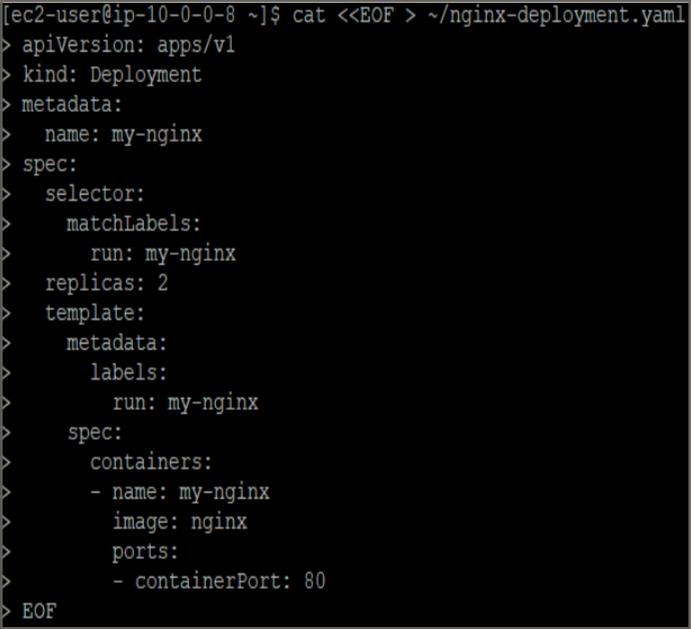 [ec2-user@ip-10-0-0-8 ~]$ cat <<EOF > ~/nginx-deployment.yaml
> apiVersion: apps/v1
> kind: Deployment
> metadata:
>   name: my-nginx
> spec:
>   selector:
>     matchLabels:
>       run: my-nginx
>   replicas: 2
>   template:
>     metadata:
>       labels:
>         run: my-nginx
>     spec:
>       containers:
>       - name: my-nginx
>         image: nginx
>         ports:
>         - containerPort: 80
> EOF